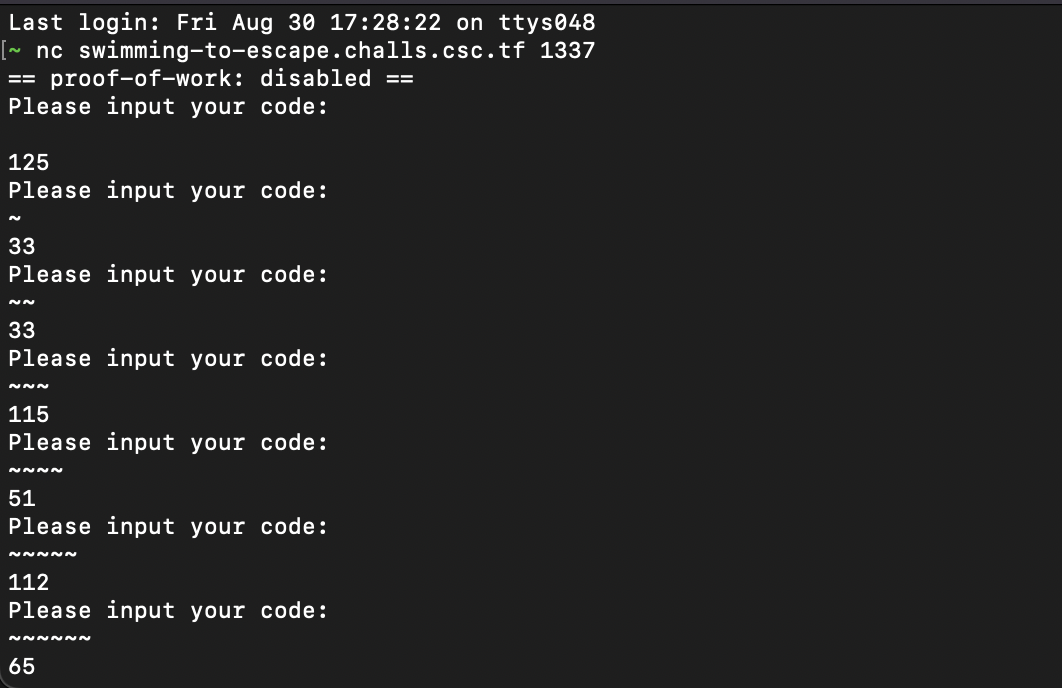 Last login: Fri Aug 30 17:28:22 on ttys048
[~ nc swimming-to-escape.challs.csc.tf 1337
== proof-of-work: disabled ==
Please input your code:

125
Please input your code:
~
33
Please input your code:
~~
33
Please input your code:
~~~
115
Please input your code:
~~~~
51
Please input your code:
~~~~~
112
Please input your code:
~~~~~~
65